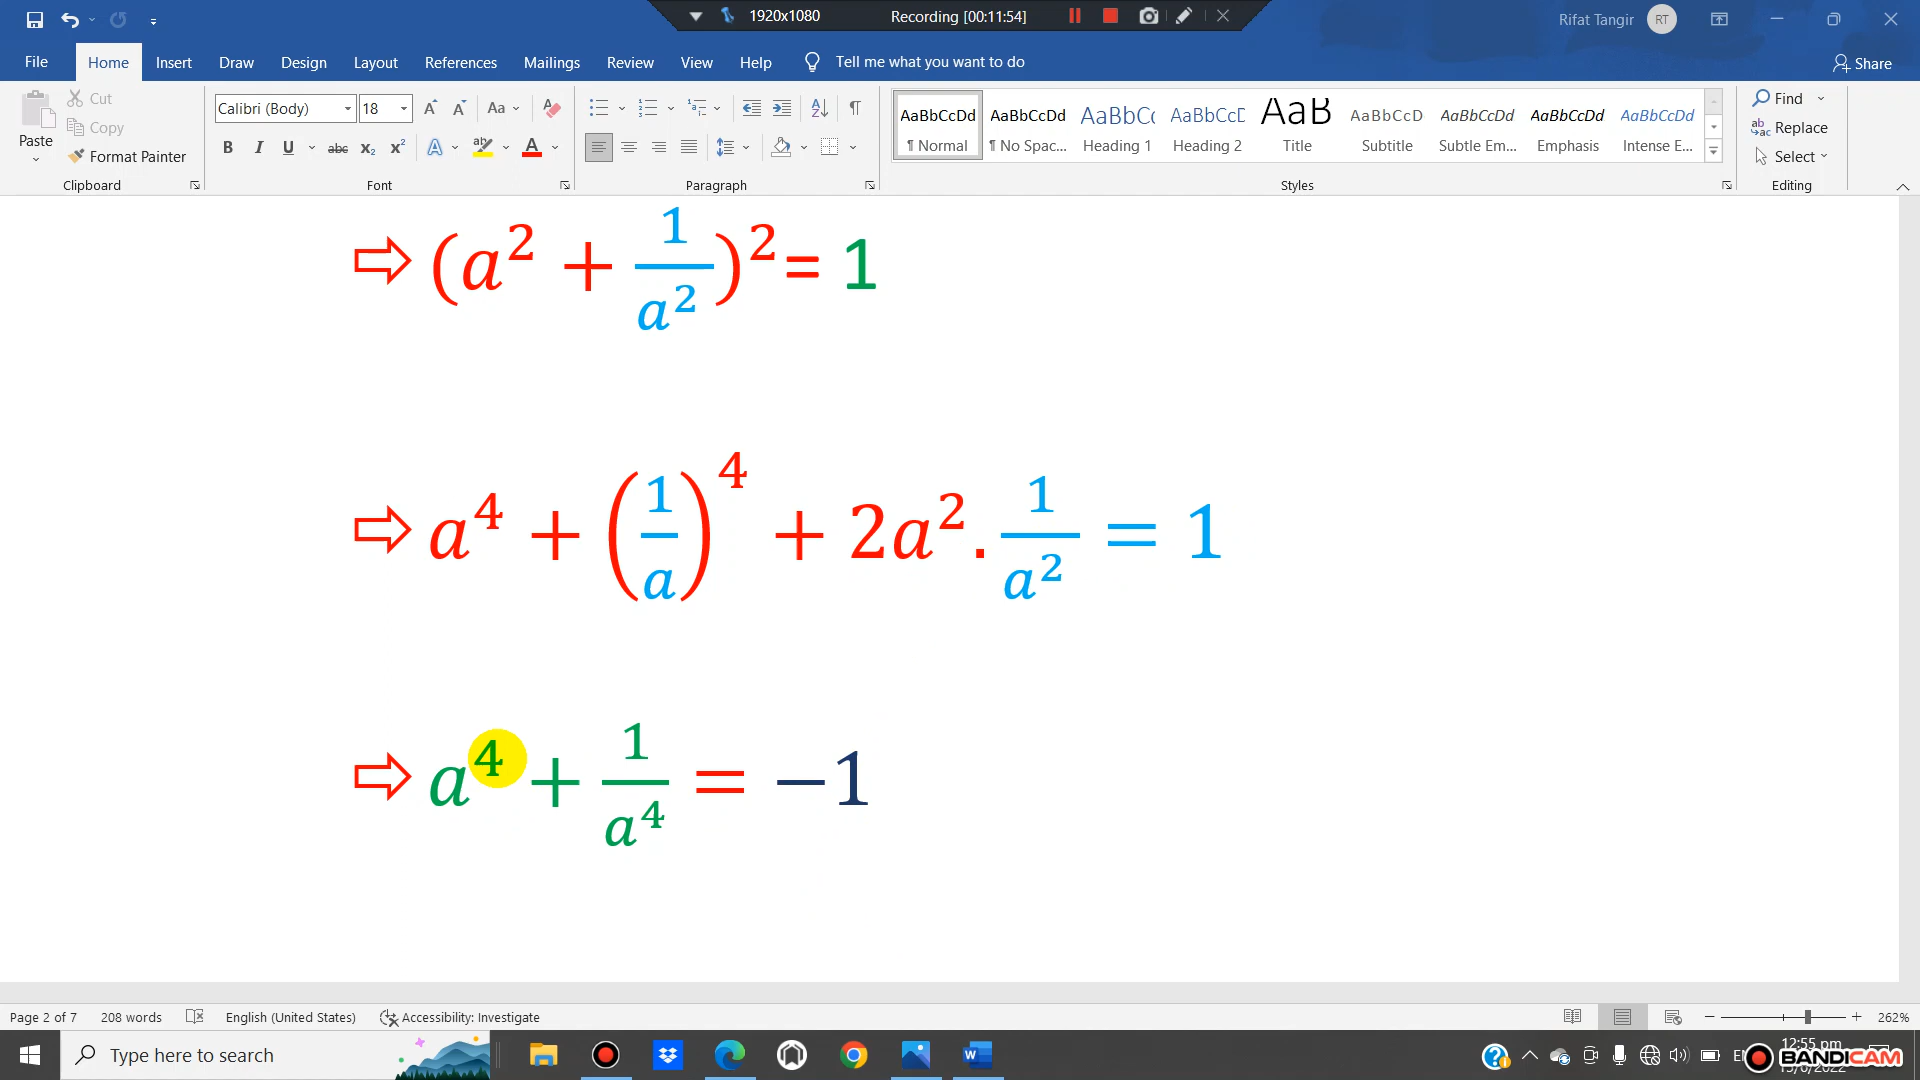 1920x1080 Recording [00:11:54]
Rifat Tangir RT
File Home Insert Draw Design Layout References Mailings Review View Help Tell me what you want to do Share
Paste Cut Copy Format Painter
Clipboard
Calibri (Body) 18
Font
Paragraph
AaBbCcDd AaBbCcDd AaBbC AaBbCcD AaB AaBbCcD AaBbCcDd AaBbCcDd AaBbCcDd
¶ Normal ¶ No Spac... Heading 1 Heading 2 Title Subtitle Subtle Em... Emphasis Intense E...
Styles
Find
Replace
Select
Editing
⇨ (a² + 1/a²)² = 1
⇨ a⁴ + (1/a)⁴ + 2a². 1/a² = 1
⇨ a⁴ + 1/a⁴ = −1
Page 2 of 7 208 words English (United States) Accessibility: Investigate 262%
Type here to search
12:55 pm
BANDICAM